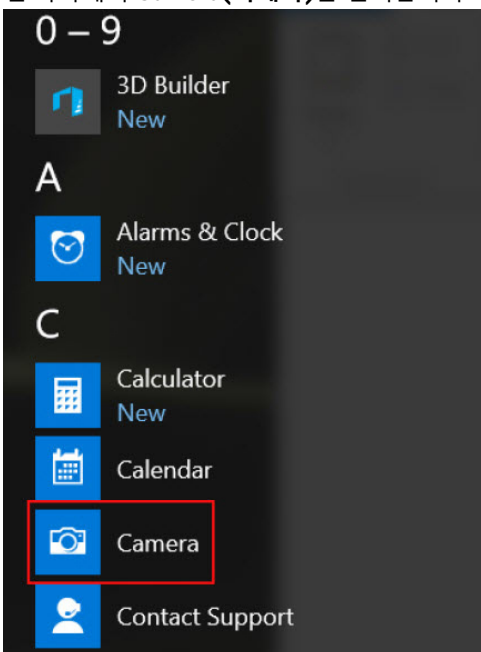 0 – 9
3D Builder
New
A
Alarms & Clock
New
C
Calculator
New
Calendar
Camera
Contact Support